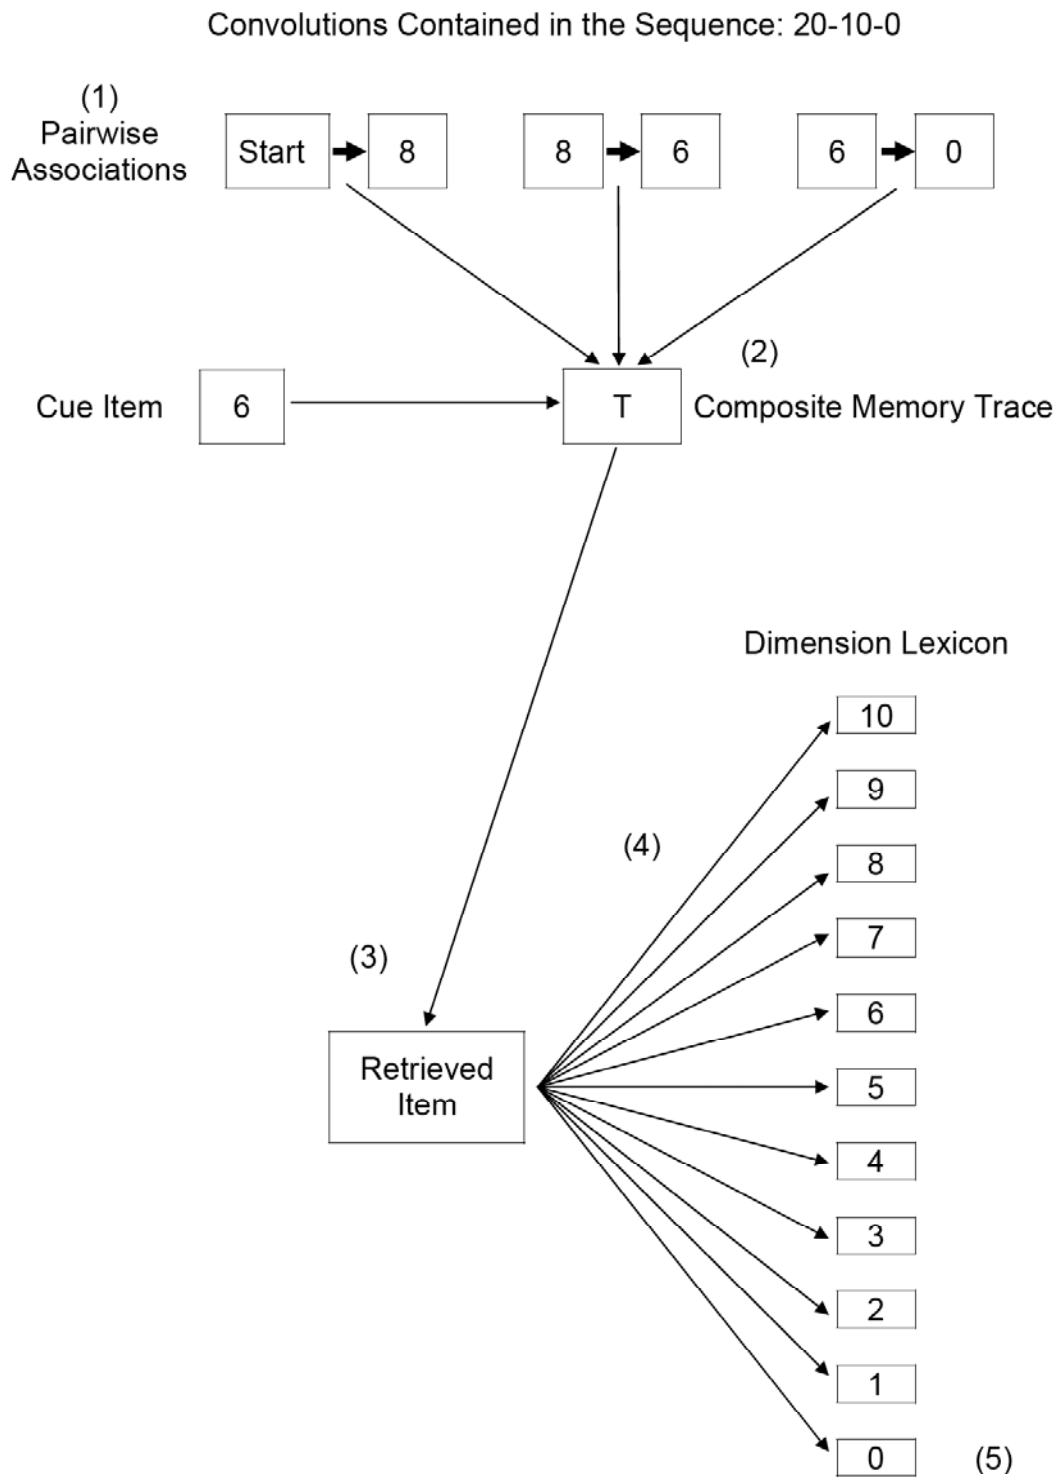 Convolutions Contained in the Sequence: 20-10-0
(1)
Pairwise
Associations
Start 8 8 6 6 0
(2)
Cue Item 6 T Composite Memory Trace
Dimension Lexicon
10
9
(4)
8
7
(3)
6
Retrieved
Item
5
4
3
2
1
0 (5)